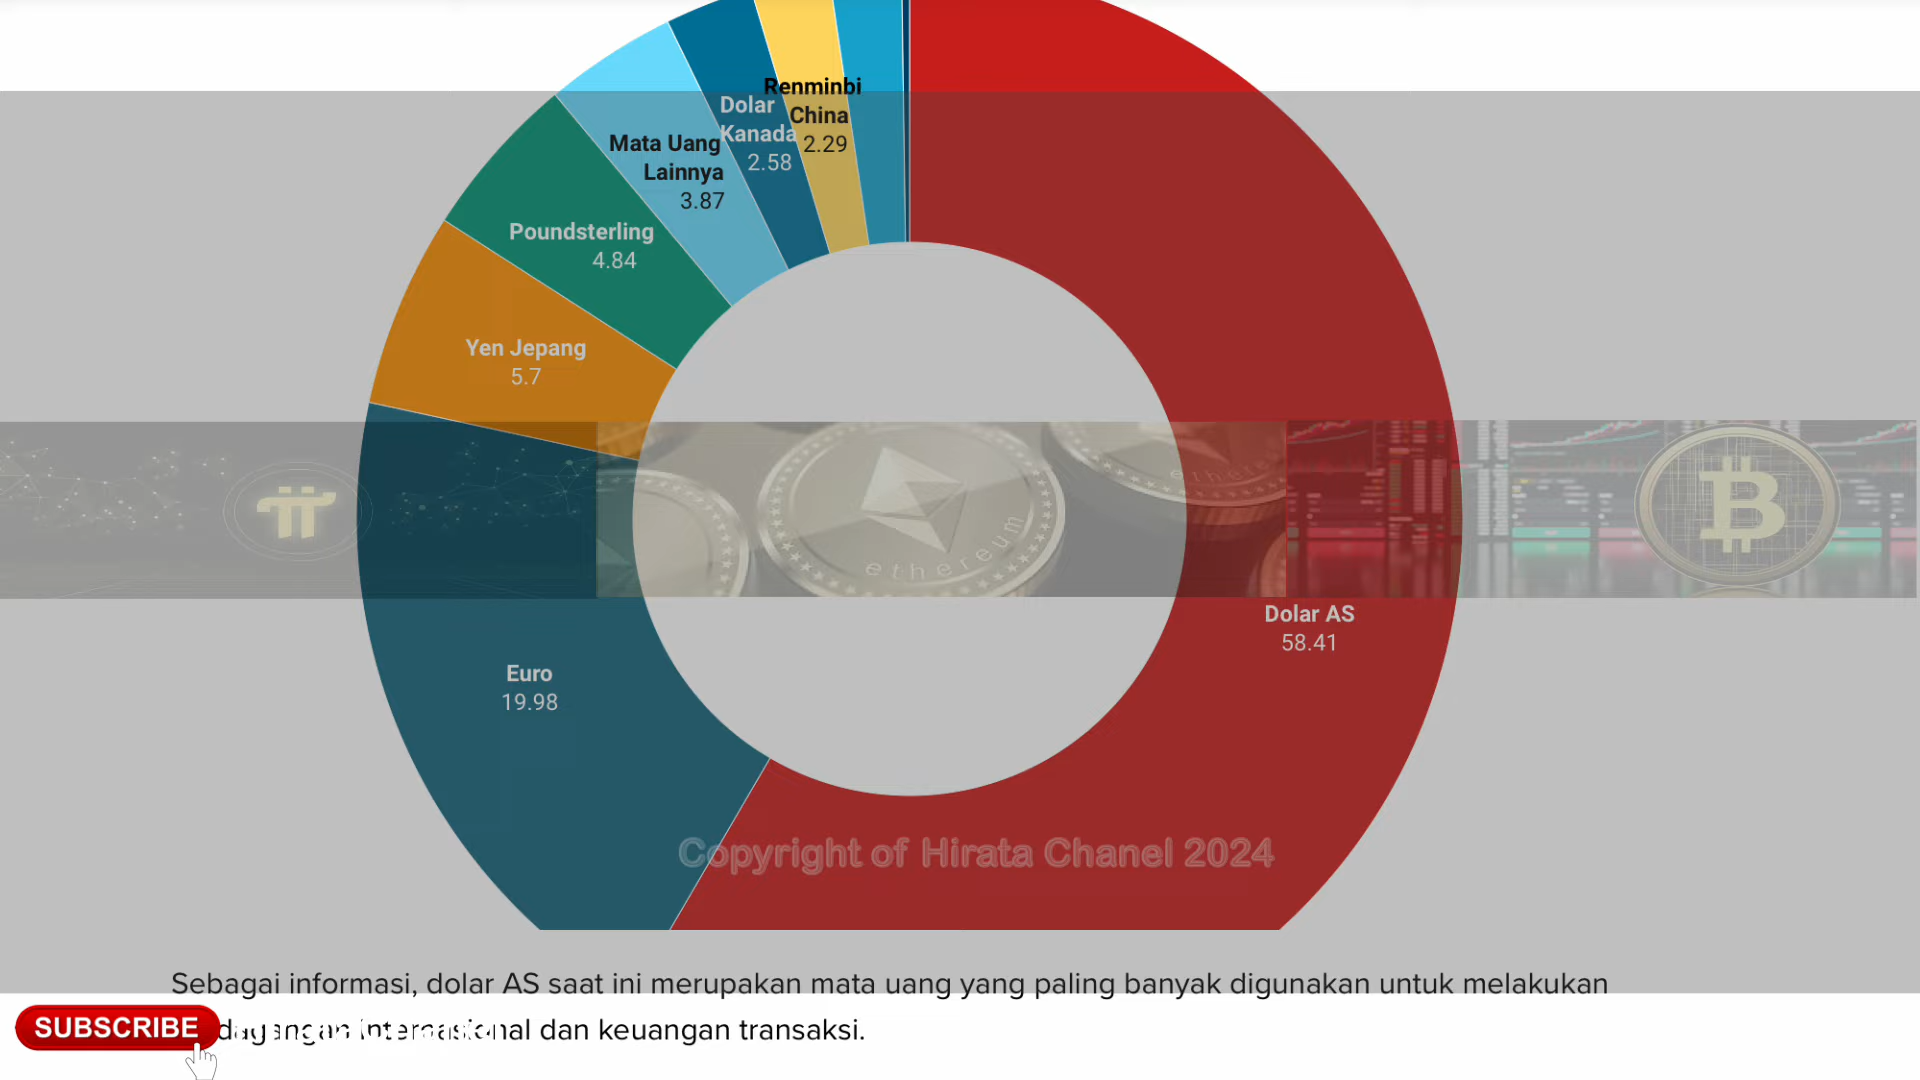 Renminbi
China
2.29
Dolar
Kanada
2.58
Mata Uang
Lainnya
3.87
Poundsterling
4.84
Yen Jepang
5.7
ethereum
Dolar AS
58.41
Euro
19.98
Copyright of Hirata Chanel 2024
Sebagai informasi, dolar AS saat ini merupakan mata uang yang paling banyak digunakan untuk melakukan
SUBSCRIBE
dan keuangan transaksi.